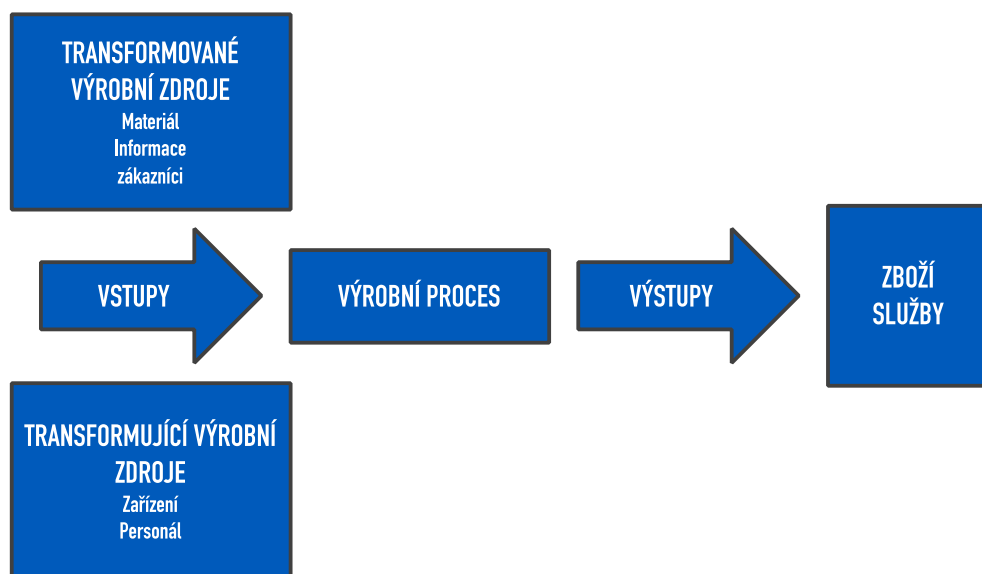 TRANSFORMOVANÉ
VÝROBNÍ ZDROJE
Materiál
Informace
zákazníci
VSTUPY
VÝROBNÍ PROCES
VÝSTUPY
ZBOŽÍ
SLUŽBY
TRANSFORMUJÍCÍ VÝROBNÍ
ZDROJE
Zařízení
Personál